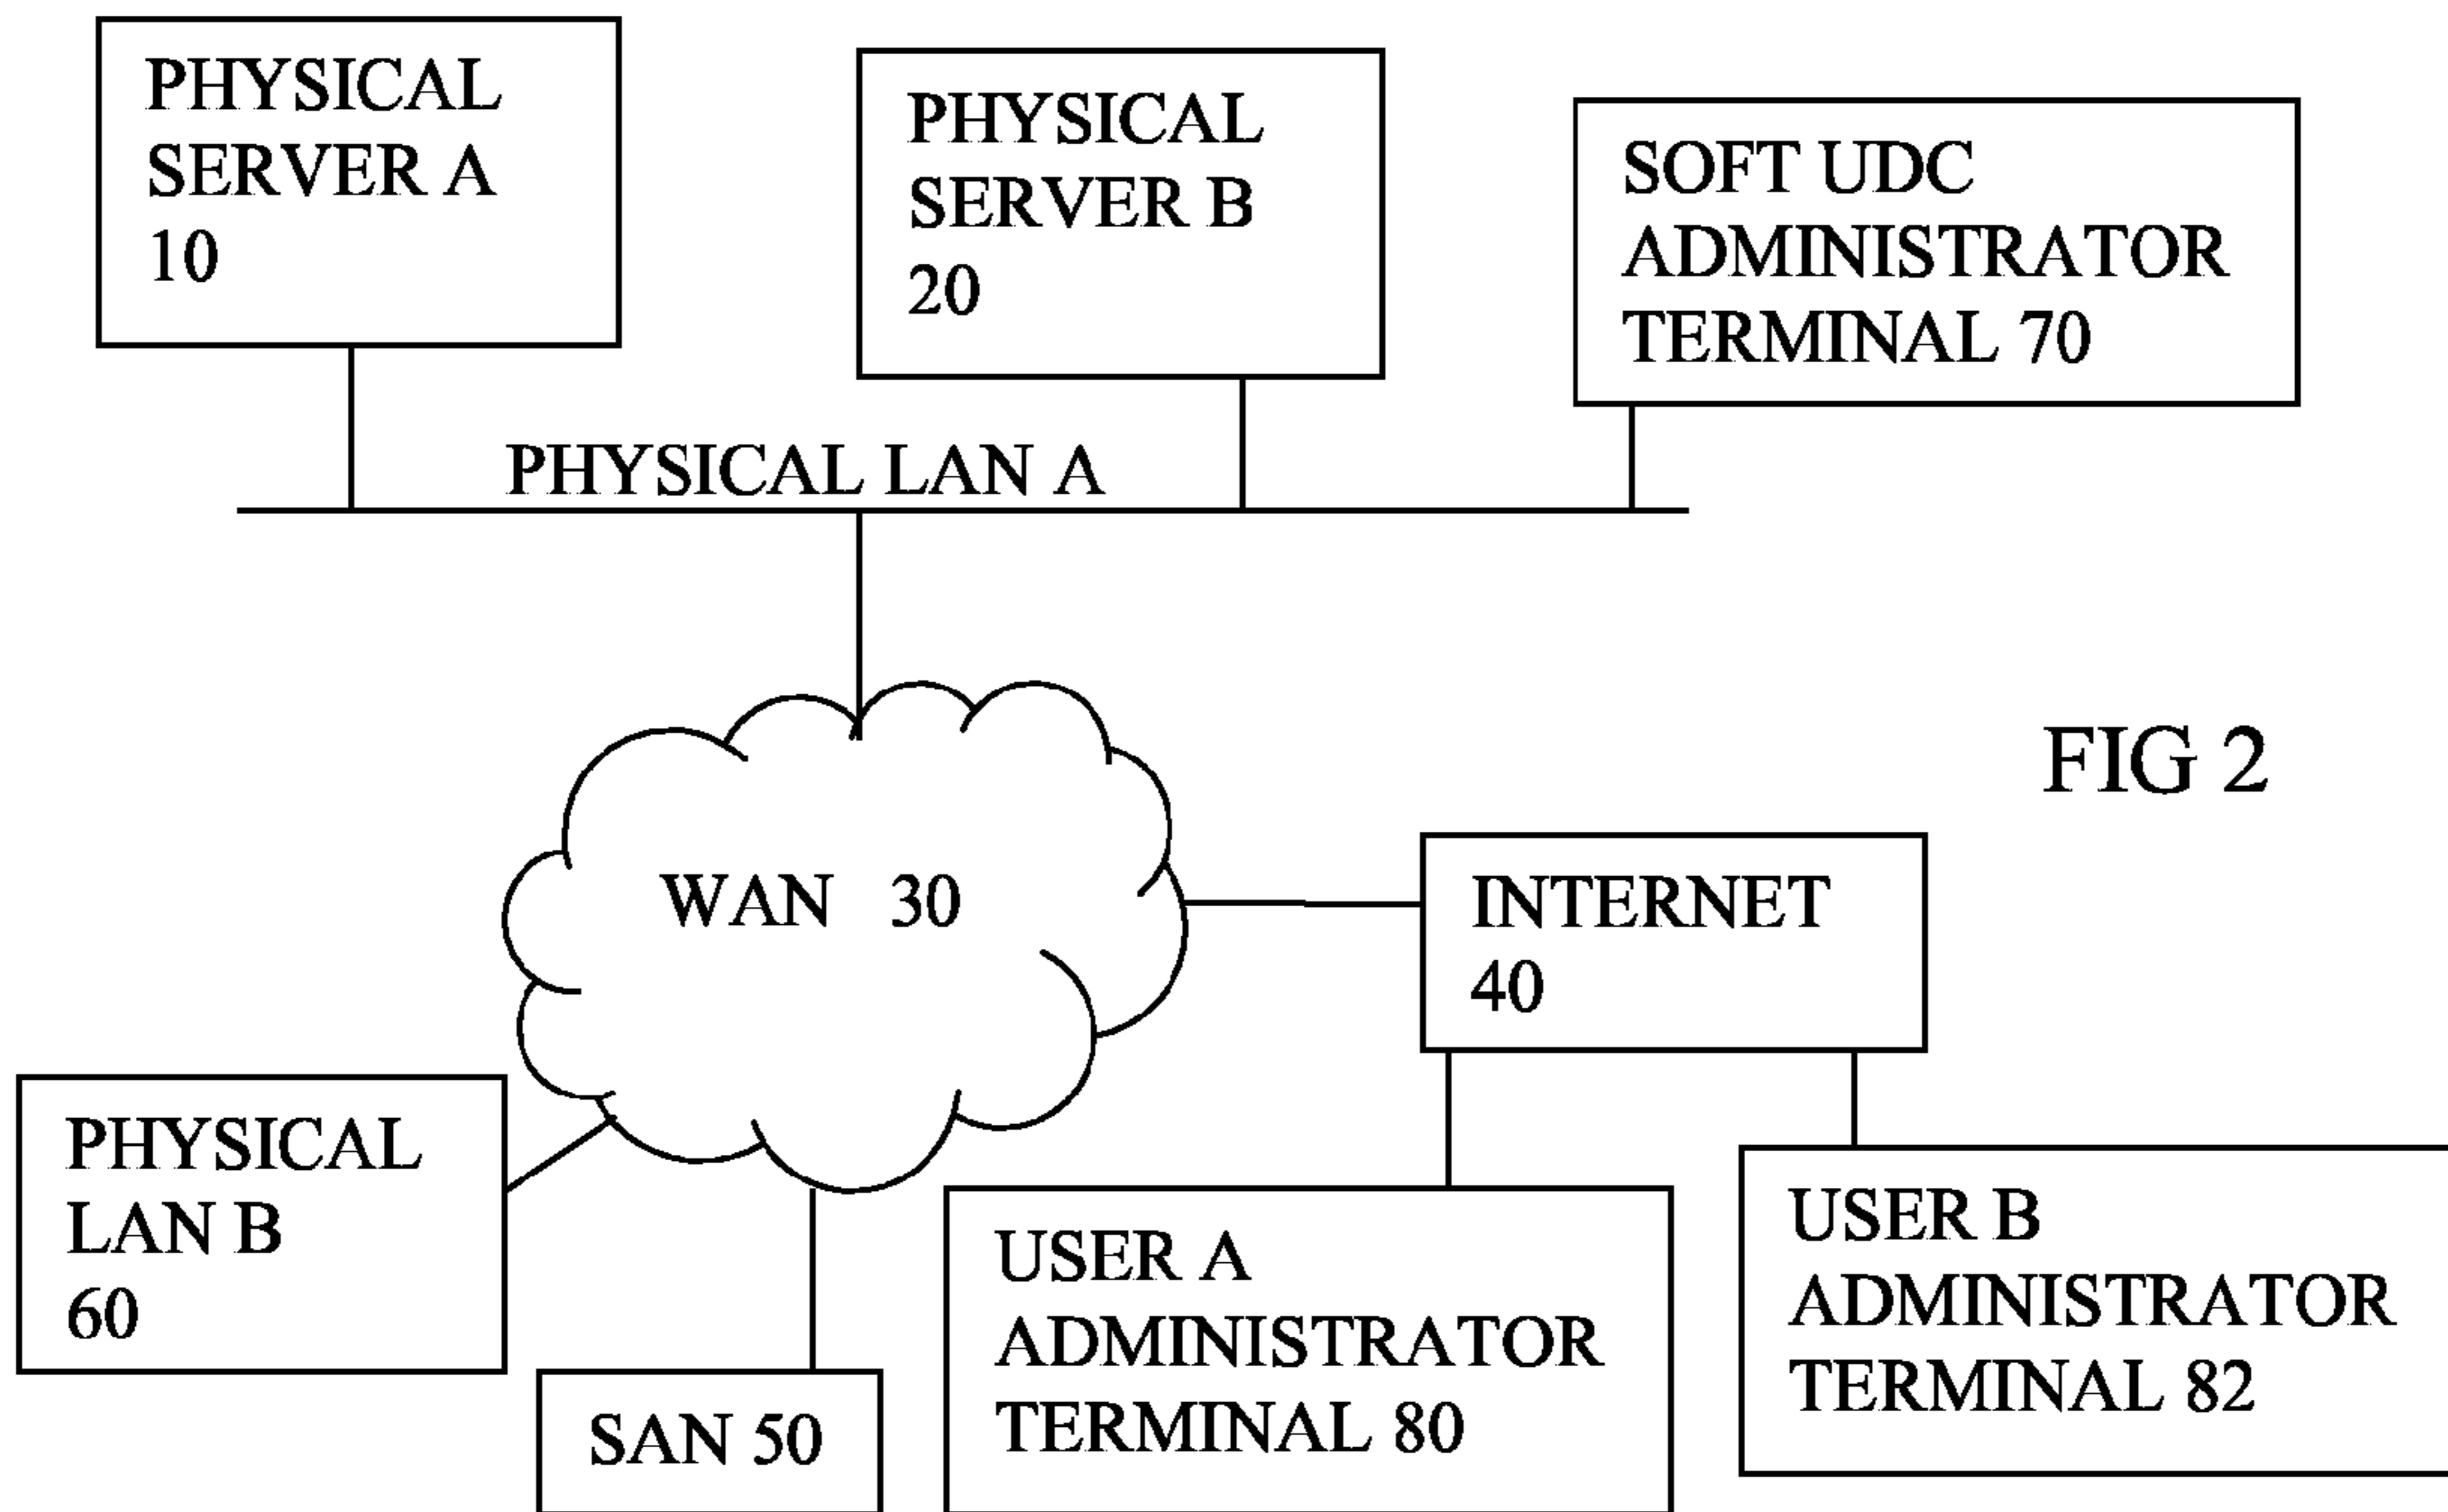 PHYSICAL
SERVER A
10
PHYSICAL
SERVER B
20
SOFT UDC
ADMINISTRATOR
TERMINAL 70
PHYSICAL LAN A
FIG 2
WAN 30
INTERNET
40
PHYSICAL
LAN B
60
SAN 50
USER A
ADMINISTRATOR
TERMINAL 80
USER B
ADMINISTRATOR
TERMINAL 82